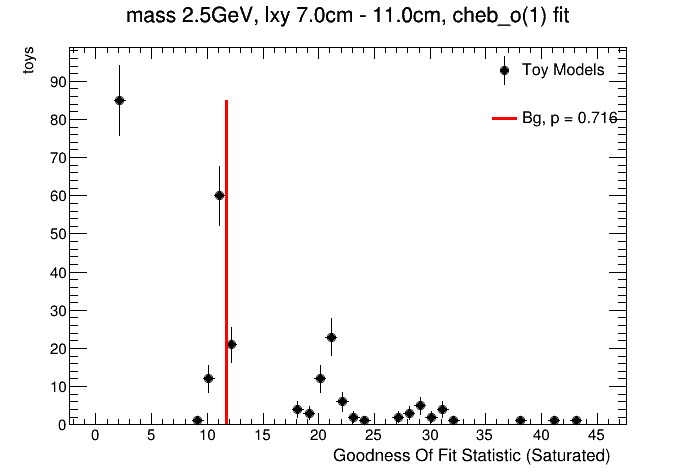 mass 2.5GeV, lxy 7.0cm - 11.0cm, cheb_o(1) fit
toys
Toy Models
Bg, p = 0.716
90
80
70
60
50
40
30
20
10
0
0 5 10 15 20 25 30 35 40 45
Goodness Of Fit Statistic (Saturated)